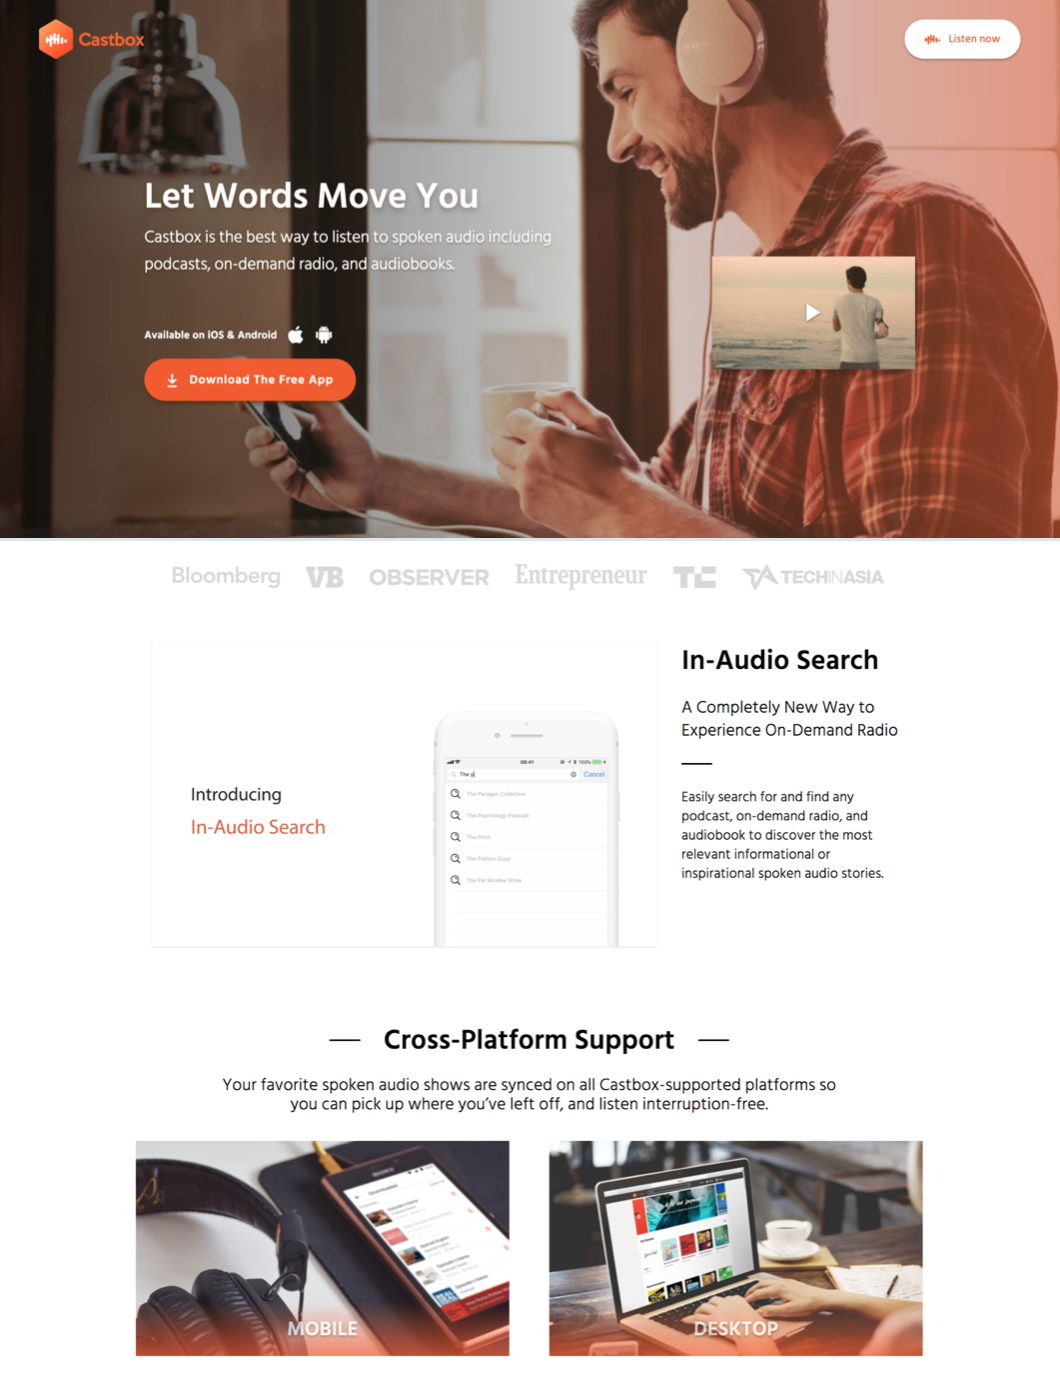 Castbox
Listen now
Let Words Move You
Castbox is the best way to listen to spoken audio including
podcasts, on-demand radio, and audiobooks.
Available on iOS & Android
Download The Free App
Bloomberg
VB
OBSERVER
Entrepreneur
TC
TA TECHINASIA
In-Audio Search
A Completely New Way to
Experience On-Demand Radio
Easily search for and find any
podcast, on-demand radio, and
audiobook to discover the most
relevant informational or
inspirational spoken audio stories.
Introducing
In-Audio Search
09:41
100%
The p
Cancel
The Paragon Collective
The Psychology Podcast
The Pitch
The Politics Guys
The Pat McAfee Show
Cross-Platform Support
Your favorite spoken audio shows are synced on all Castbox-supported platforms so
you can pick up where you've left off, and listen interruption-free.
MOBILE
DESKTOP